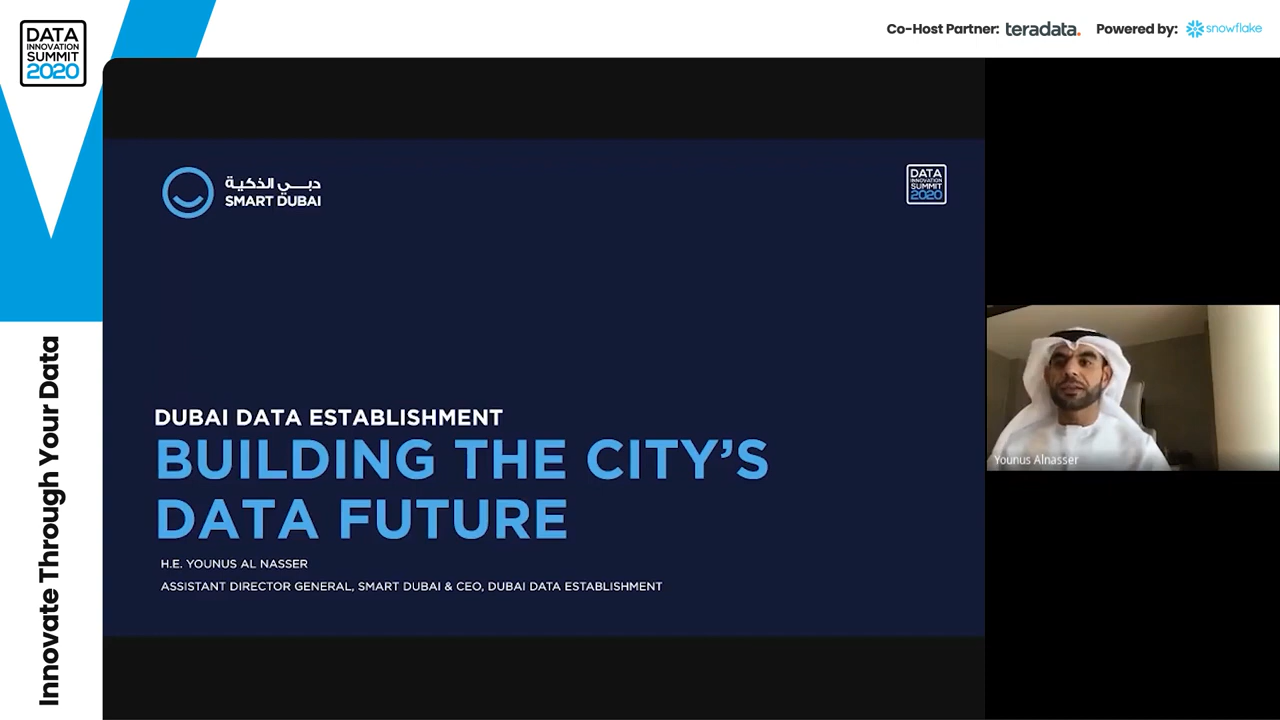 DATA
INNOVATION
SUMMIT
2020
Co-Host Partner: teradata.
Powered by: snowflake
دبي الذكية
SMART DUBAI
DATA
INNOVATION
SUMMIT
2020
DUBAI DATA ESTABLISHMENT
BUILDING THE CITY'S
DATA FUTURE
H.E. YOUNUS AL NASSER
ASSISTANT DIRECTOR GENERAL, SMART DUBAI & CEO, DUBAI DATA ESTABLISHMENT
Younus Alnasser
Innovate Through Your Data